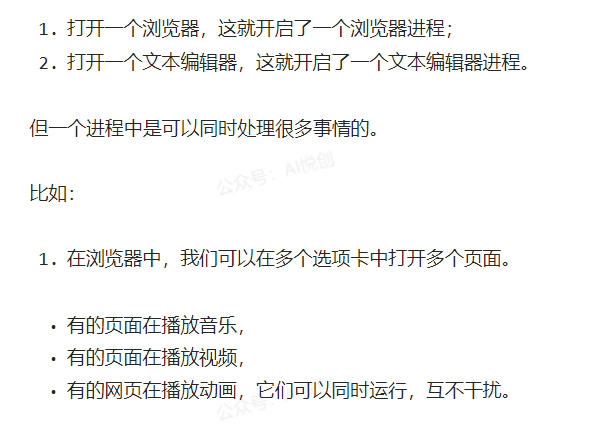 1. 打开一个浏览器，这就开启了一个浏览器进程；
2. 打开一个文本编辑器，这就开启了一个文本编辑器进程。
但一个进程中是可以同时处理很多事情的。
公众号：AI悦创
比如：
1. 在浏览器中，我们可以在多个选项卡中打开多个页面。
• 有的页面在播放音乐，
• 有的页面在播放视频，
• 有的网页在播放动画，它们可以同时运行，互不干扰。
公众号